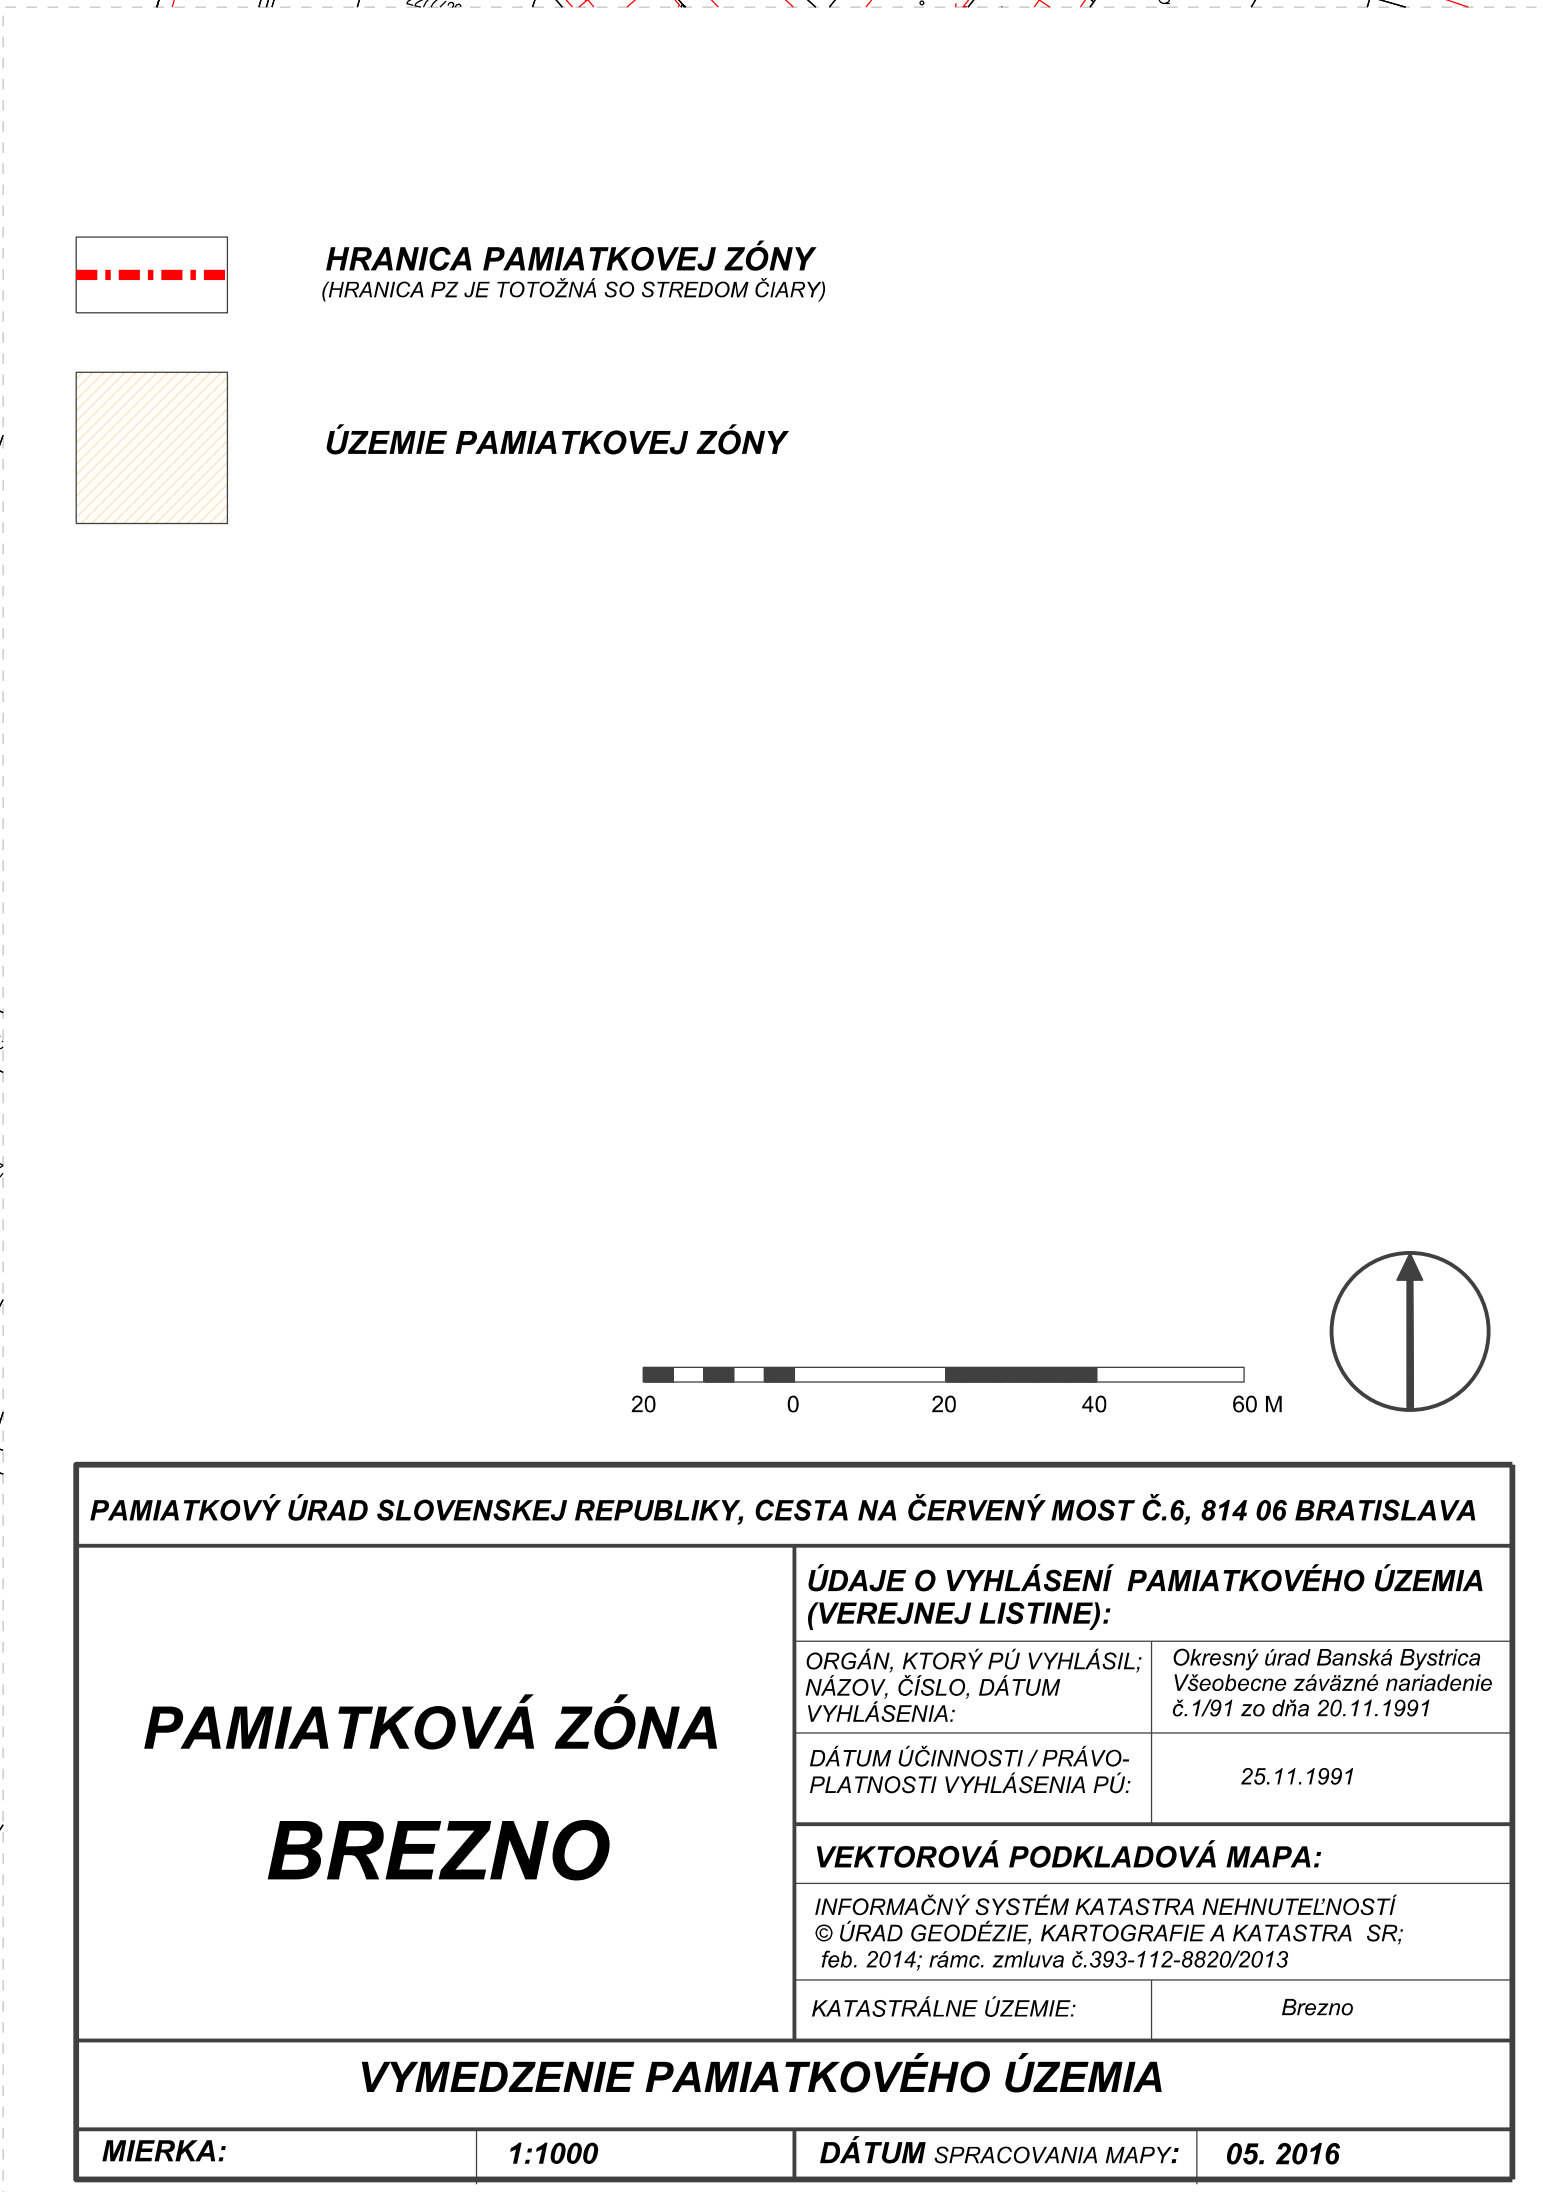 HRANICA PAMIATKOVEJ ZÓNY
(HRANICA PZ JE TOTOŽNÁ SO STREDOM ČIARY)
ÚZEMIE PAMIATKOVEJ ZÓNY
20 0 20 40 60 M
PAMIATKOVÝ ÚRAD SLOVENSKEJ REPUBLIKY, CESTA NA ČERVENÝ MOST Č.6, 814 06 BRATISLAVA
PAMIATKOVÁ ZÓNA
BREZNO
ÚDAJE O VYHLÁSENÍ PAMIATKOVÉHO ÚZEMIA
(VEREJNEJ LISTINE):
ORGÁN, KTORÝ PÚ VYHLÁSIL;
NÁZOV, ČÍSLO, DÁTUM
VYHLÁSENIA:
Okresný úrad Banská Bystrica
Všeobecne záväzné nariadenie
č.1/91 zo dňa 20.11.1991
DÁTUM ÚČINNOSTI / PRÁVO-
PLATNOSTI VYHLÁSENIA PÚ:
25.11.1991
VEKTOROVÁ PODKLADOVÁ MAPA:
INFORMAČNÝ SYSTÉM KATASTRA NEHNUTEĽNOSTÍ
© ÚRAD GEODÉZIE, KARTOGRAFIE A KATASTRA SR;
feb. 2014; rámc. zmluva č.393-112-8820/2013
KATASTRÁLNE ÚZEMIE:
Brezno
VYMEDZENIE PAMIATKOVÉHO ÚZEMIA
MIERKA:
1:1000
DÁTUM SPRACOVANIA MAPY:
05. 2016